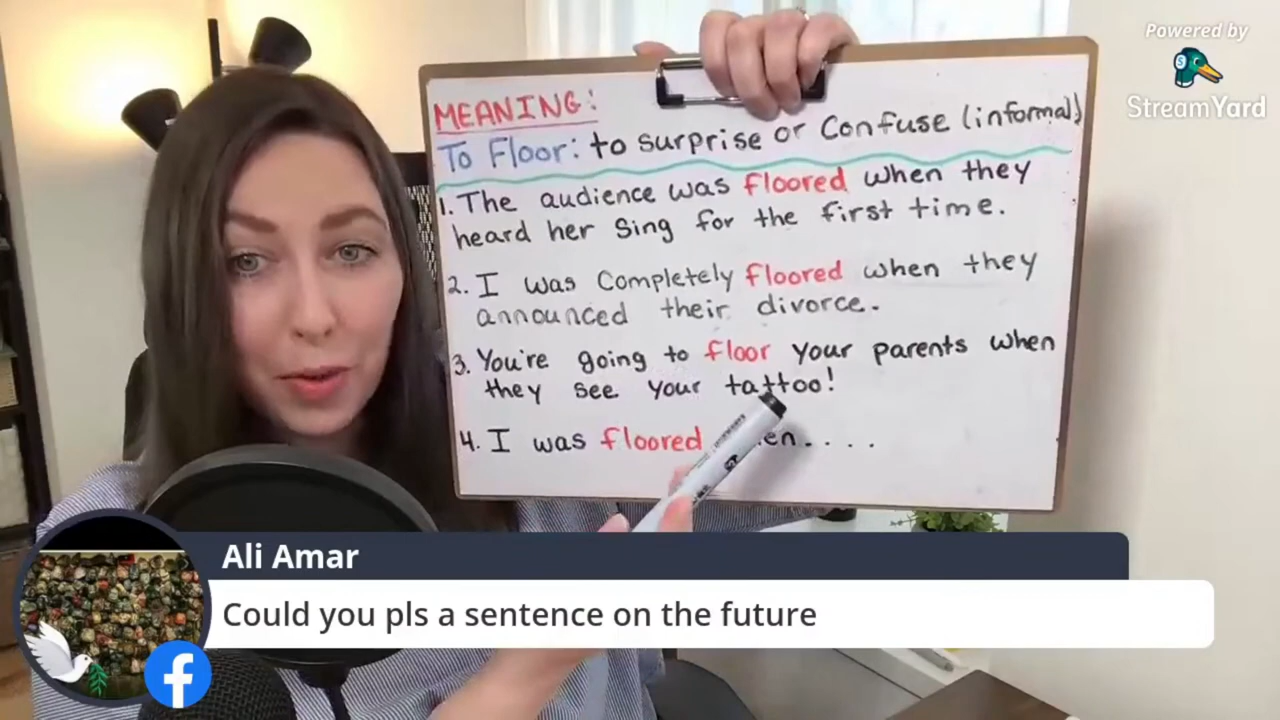 Powered by
StreamYard
MEANING:
To Floor: to surprise or Confuse (informal)
1. The audience was floored when they
heard her Sing for the first time.
2. I was Completely floored when they
announced their divorce.
3. You're going to floor your parents when
they see your tattoo!
4. I was floored en....
Ali Amar
Could you pls a sentence on the future